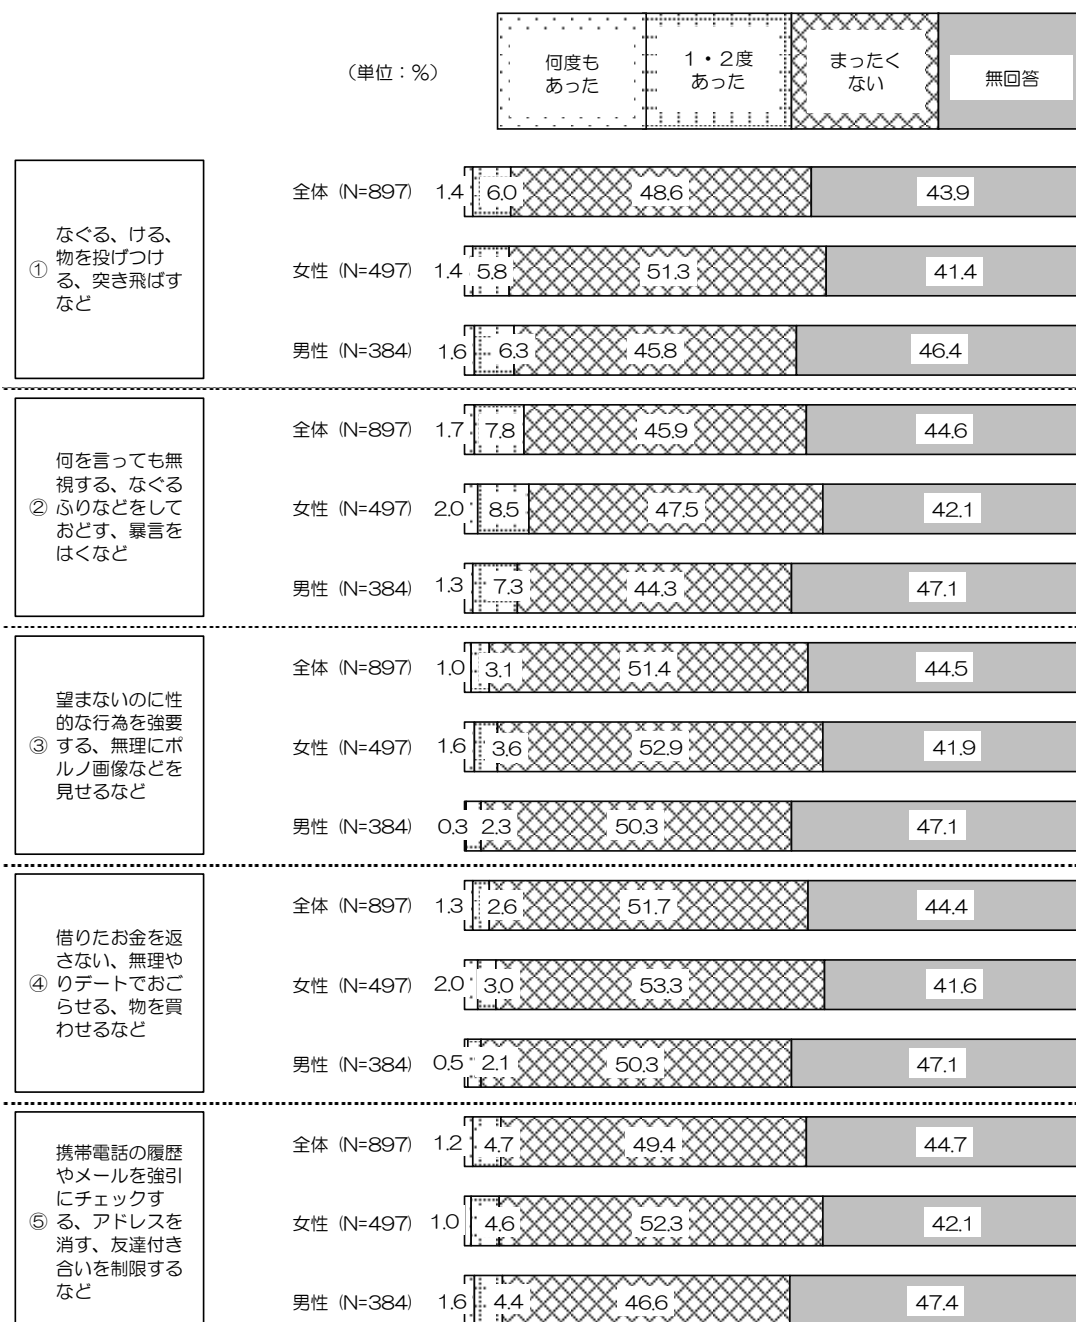 （単位：％）
何度も
あった
１・２度
あった
まったく
ない
無回答
①
なぐる、ける、
物を投げつけ
る、突き飛ばす
など
全体 (N=897) 1.4 6.0 48.6 43.9
女性 (N=497) 1.4 5.8 51.3 41.4
男性 (N=384) 1.6 6.3 45.8 46.4
②
何を言っても無
視する、なぐる
ふりなどをして
おどす、暴言を
はくなど
全体 (N=897) 1.7 7.8 45.9 44.6
女性 (N=497) 2.0 8.5 47.5 42.1
男性 (N=384) 1.3 7.3 44.3 47.1
③
望まないのに性
的な行為を強要
する、無理にポ
ルノ画像などを
見せるなど
全体 (N=897) 1.0 3.1 51.4 44.5
女性 (N=497) 1.6 3.6 52.9 41.9
男性 (N=384) 0.3 2.3 50.3 47.1
④
借りたお金を返
さない、無理や
りデートでおご
らせる、物を買
わせるなど
全体 (N=897) 1.3 2.6 51.7 44.4
女性 (N=497) 2.0 3.0 53.3 41.6
男性 (N=384) 0.5 2.1 50.3 47.1
⑤
携帯電話の履歴
やメールを強引
にチェックす
る、アドレスを
消す、友達付き
合いを制限する
など
全体 (N=897) 1.2 4.7 49.4 44.7
女性 (N=497) 1.0 4.6 52.3 42.1
男性 (N=384) 1.6 4.4 46.6 47.4